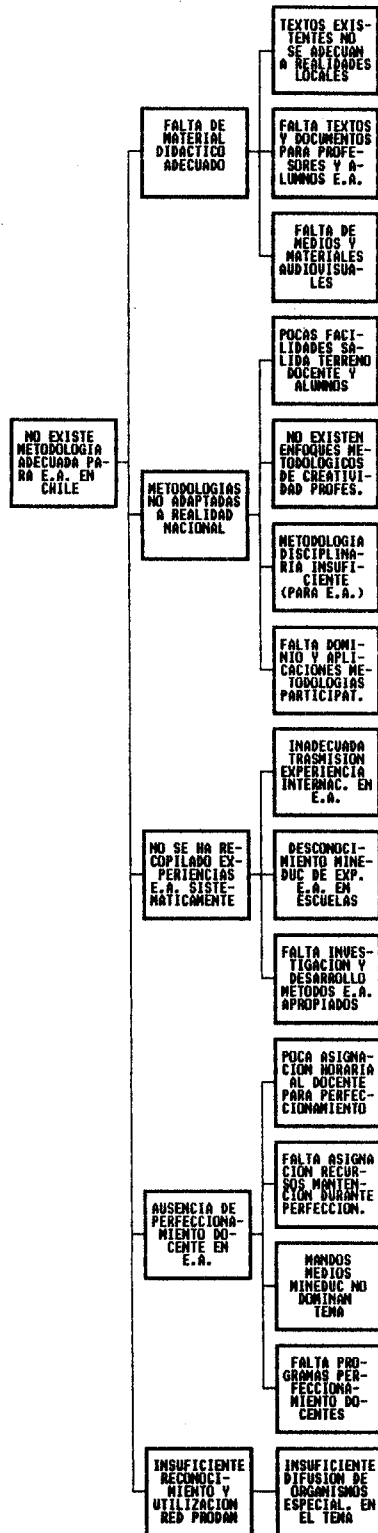 NO EXISTE
METODOLOGIA
ADECUADA PA-
RA E.A. EN
CHILE
FALTA DE
MATERIAL
DIDACTICO
ADECUADO
TEXTOS EXIS-
TENTES NO
SE ADECUAN
A REALIDADES
LOCALES
FALTA TEXTOS
Y DOCUMENTOS
PARA PROFE-
SORES Y A-
LUMNOS E.A.
FALTA DE
MEDIOS Y
MATERIALES
AUDIOVISUA-
LES
METODOLOGIAS
NO ADAPTADAS
A REALIDAD
NACIONAL
POCAS FACI-
LIDADES SA-
LIDA TERRENO
DOCENTE Y
ALUMNOS
NO EXISTEN
ENFOQUES ME-
TODOLOGICOS
DE CREATIVI-
DAD PROFES.
METODOLOGIA
DISCIPLINA-
RIA INSUFI-
CIENTE
(PARA E.A.)
FALTA DOMI-
NIO Y APLI-
CACIONES ME-
TODOLOGIAS
PARTICIPAT.
NO SE HA RE-
COPILADO EX-
PERIENCIAS
E.A. SISTE-
MATICAMENTE
INADECUADA
TRASMISION
EXPERIENCIA
INTERNAC. EN
E.A.
DESCONOCI-
MIENTO MINE-
DUC DE EXP.
E.A. EN
ESCUELAS
FALTA INVES-
TIGACION Y
DESARROLLO
METODOS E.A.
APROPIADOS
AUSENCIA DE
PERFECCIONA-
MIENTO DO-
CENTE EN
E.A.
POCA ASIGNA-
CION HORARIA
AL DOCENTE
PARA PERFEC-
CIONAMIENTO
FALTA ASIGNA
CION RECUR-
SOS MANTEN-
CION DURANTE
PERFECCION.
MANDOS
MEDIOS
MINEDUC NO
DOMINAN
TEMA
FALTA PRO-
GRAMAS PER-
FECCIONA-
MIENTO DO-
CENTES
INSUFICIENTE
RECONOCI-
MIENTO Y
UTILIZACION
RED PRODAM
INSUFICIENTE
DIFUSION DE
ORGANISMOS
ESPECIAL. EN
EL TEMA